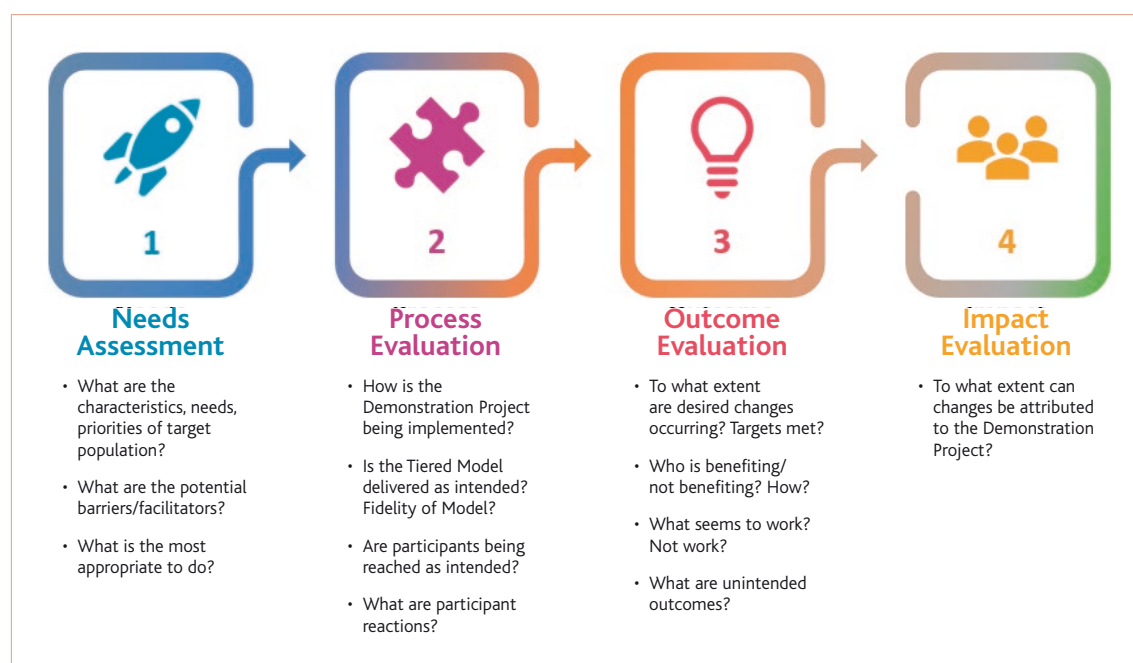 1
Needs
Assessment
• What are the
characteristics, needs,
priorities of target
population?
• What are the potential
barriers/facilitators?
• What is the most
appropriate to do?
2
Process
Evaluation
• How is the
Demonstration Project
being implemented?
• Is the Tiered Model
delivered as intended?
Fidelity of Model?
• Are participants being
reached as intended?
• What are participant
reactions?
3
Outcome
Evaluation
• To what extent
are desired changes
occurring? Targets met?
• Who is benefiting/
not benefiting? How?
• What seems to work?
Not work?
• What are unintended
outcomes?
4
Impact
Evaluation
• To what extent can
changes be attributed
to the Demonstration
Project?